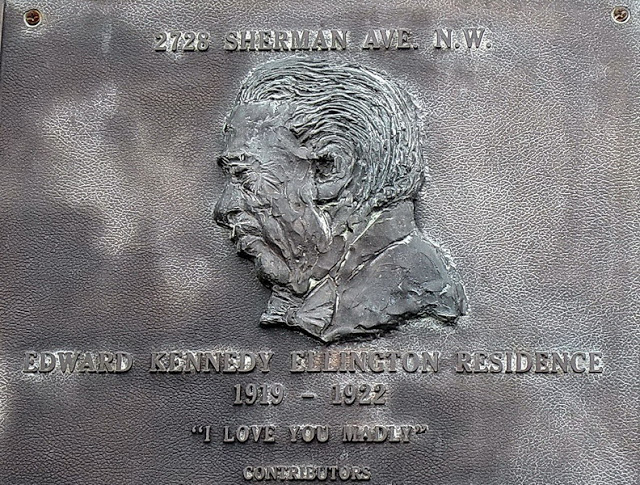 2728 SHERMAN AVE. N.W.
EDWARD KENNEDY ELLINGTON RESIDENCE
1919 - 1922
"I LOVE YOU MADLY"
CONTRIBUTORS